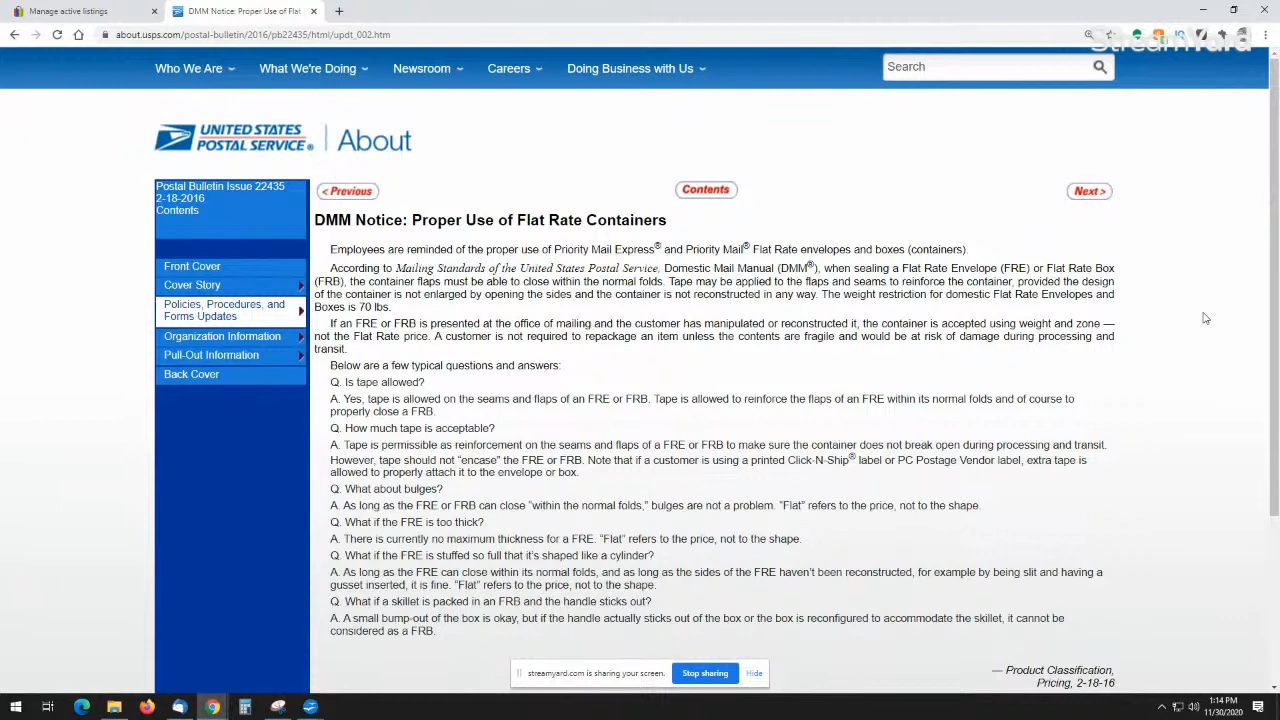 Manage active listings
DMM Notice: Proper Use of Flat
about.usps.com/postal-bulletin/2016/pb22435/html/updt_002.htm
StreamYard
Who We Are What We're Doing Newsroom Careers Doing Business with Us Search
UNITED STATES POSTAL SERVICE® | About
Postal Bulletin Issue 22435
2-18-2016
Contents
Front Cover
Cover Story
Policies, Procedures, and
Forms Updates
Organization Information
Pull-Out Information
Back Cover
< Previous Contents Next >
DMM Notice: Proper Use of Flat Rate Containers
Employees are reminded of the proper use of Priority Mail Express® and Priority Mail® Flat Rate envelopes and boxes (containers).
According to Mailing Standards of the United States Postal Service, Domestic Mail Manual (DMM®), when sealing a Flat Rate Envelope (FRE) or Flat Rate Box
(FRB), the container flaps must be able to close within the normal folds. Tape may be applied to the flaps and seams to reinforce the container, provided the design
of the container is not enlarged by opening the sides and the container is not reconstructed in any way. The weight restriction for domestic Flat Rate Envelopes and
Boxes is 70 lbs.
If an FRE or FRB is presented at the office of mailing and the customer has manipulated or reconstructed it, the container is accepted using weight and zone —
not the Flat Rate price. A customer is not required to repackage an item unless the contents are fragile and would be at risk of damage during processing and
transit.
Below are a few typical questions and answers:
Q. Is tape allowed?
A. Yes, tape is allowed on the seams and flaps of an FRE or FRB. Tape is allowed to reinforce the flaps of an FRE within its normal folds and of course to
properly close a FRB.
Q. How much tape is acceptable?
A. Tape is permissible as reinforcement on the seams and flaps of a FRE or FRB to make sure the container does not break open during processing and transit.
However, tape should not “encase” the FRE or FRB. Note that if a customer is using a printed Click-N-Ship® label or PC Postage Vendor label, extra tape is
allowed to properly attach it to the envelope or box.
Q. What about bulges?
A. As long as the FRE or FRB can close “within the normal folds,” bulges are not a problem. “Flat” refers to the price, not to the shape.
Q. What if the FRE is too thick?
A. There is currently no maximum thickness for a FRE. “Flat” refers to the price, not to the shape.
Q. What if the FRE is stuffed so full that it’s shaped like a cylinder?
A. As long as the FRE can close within its normal folds, and as long as the sides of the FRE haven’t been reconstructed, for example by being slit and having a
gusset inserted, it is fine. “Flat” refers to the price, not to the shape.
Q. What if a skillet is packed in an FRB and the handle sticks out?
A. A small bump-out of the box is okay, but if the handle actually sticks out of the box or the box is reconfigured to accommodate the skillet, it cannot be
considered as a FRB.
— Product Classification,
Pricing, 2-18-16
streamyard.com is sharing your screen. Stop sharing Hide
1:14 PM
11/30/2020